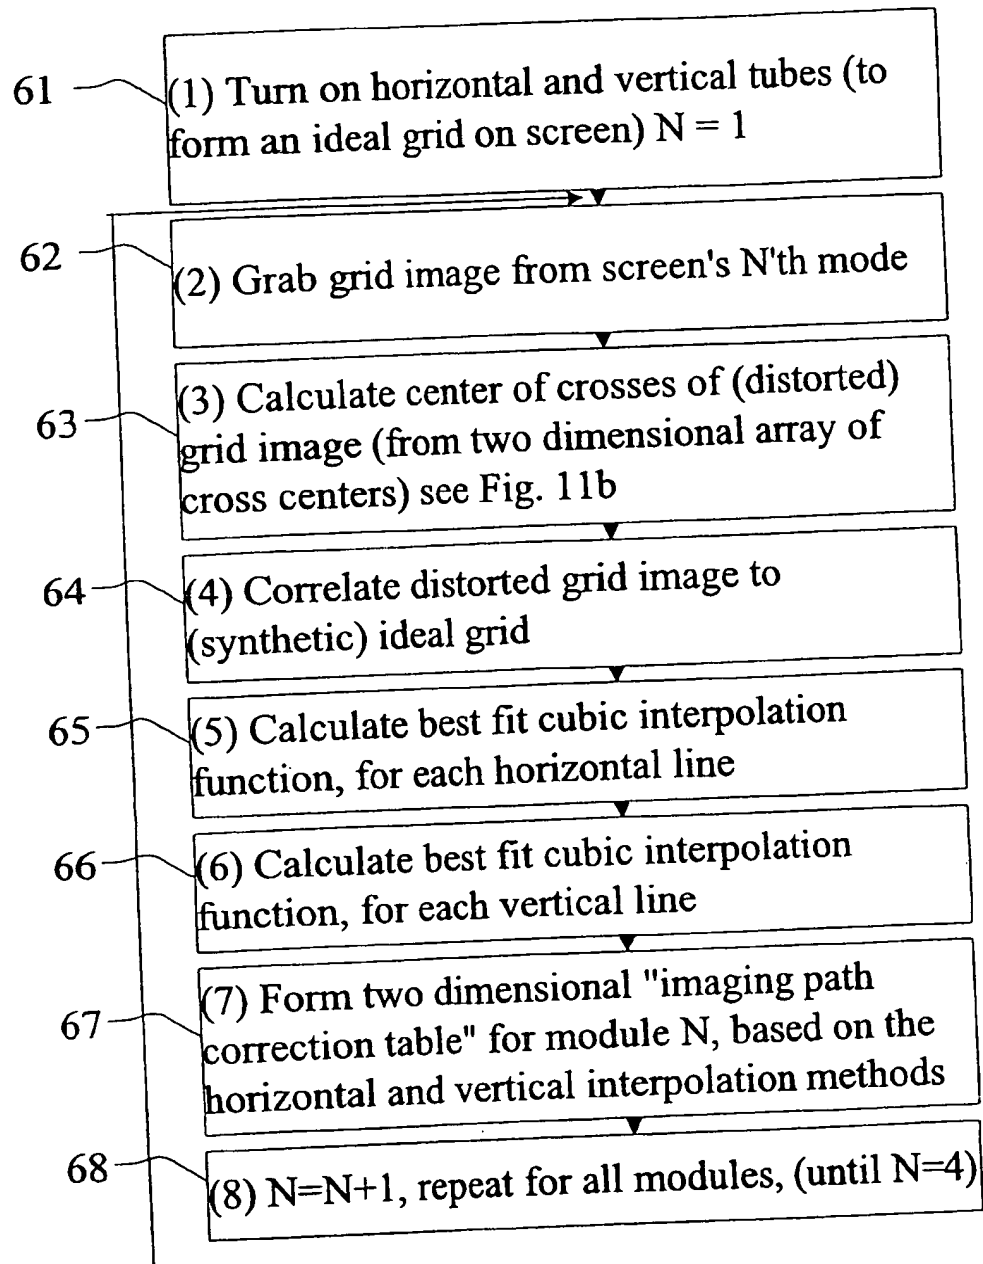 61
(1) Turn on horizontal and vertical tubes (to
form an ideal grid on screen) N = 1
62
(2) Grab grid image from screen's N'th mode
63
(3) Calculate center of crosses of (distorted)
grid image (from two dimensional array of
cross centers) see Fig. 11b
64
(4) Correlate distorted grid image to
(synthetic) ideal grid
65
(5) Calculate best fit cubic interpolation
function, for each horizontal line
66
(6) Calculate best fit cubic interpolation
function, for each vertical line
67
(7) Form two dimensional "imaging path
correction table" for module N, based on the
horizontal and vertical interpolation methods
68
(8) N=N+1, repeat for all modules, (until N=4)